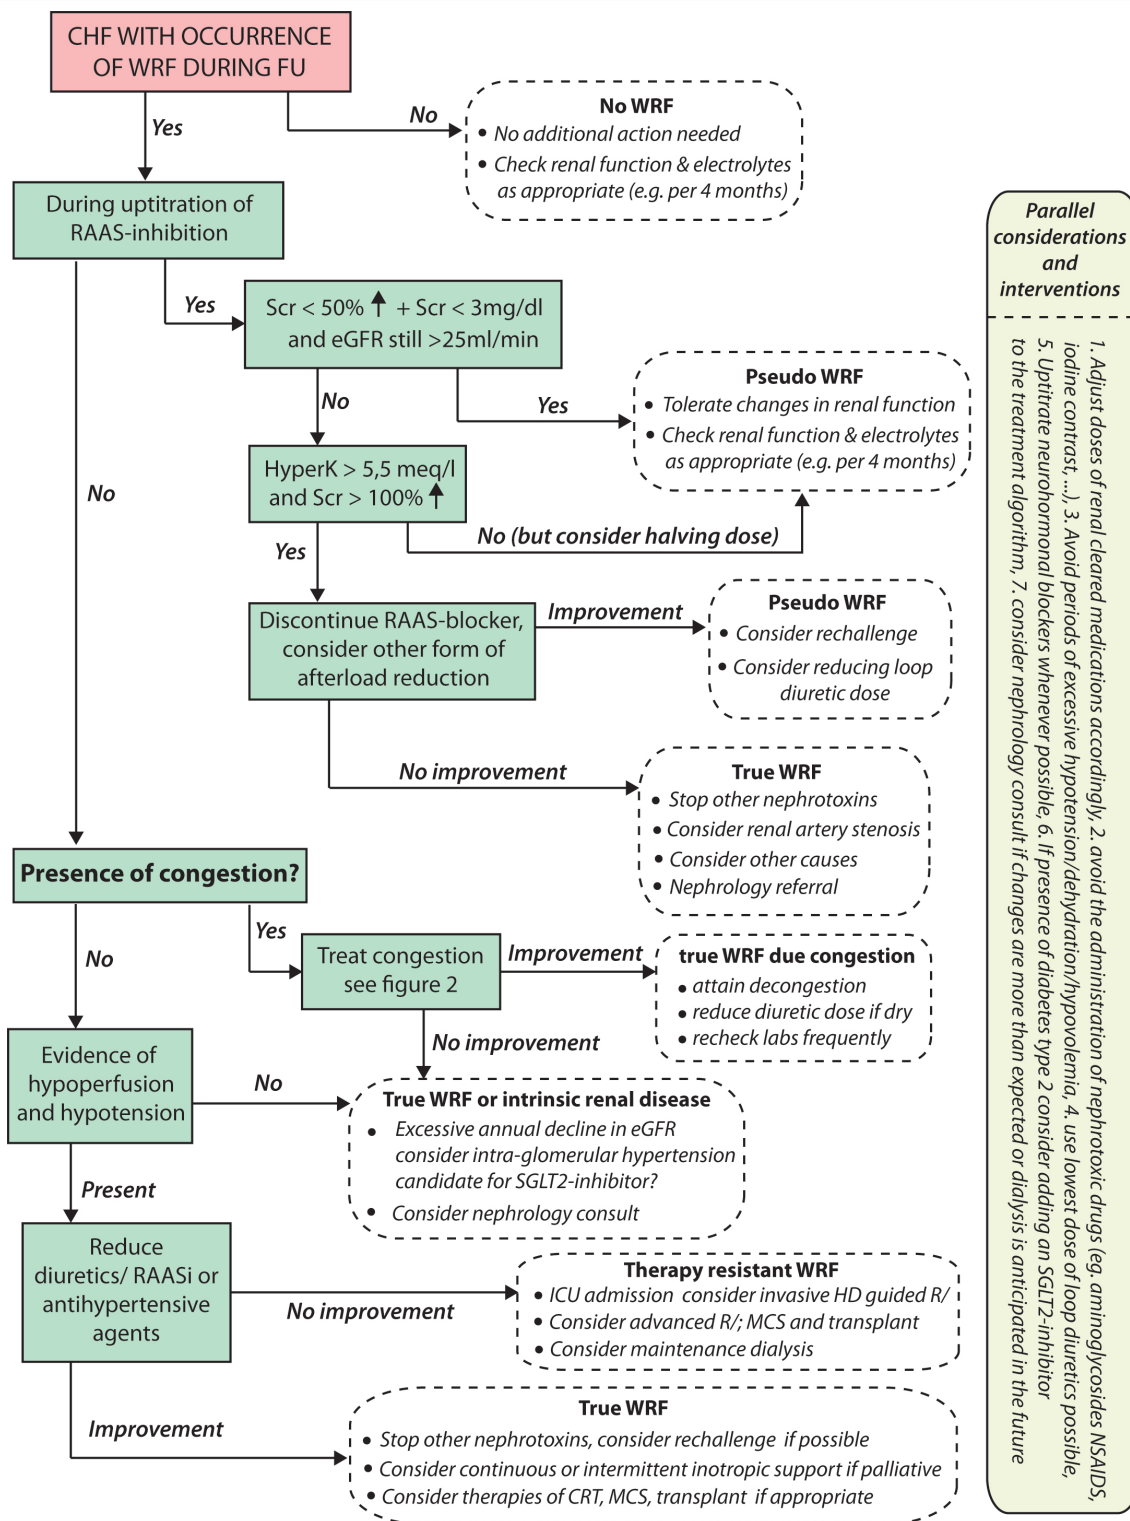 CHF WITH OCCURRENCE
OF WRF DURING FU
No
Yes
No WRF
• No additional action needed
• Check renal function & electrolytes
as appropriate (e.g. per 4 months)
During uptitration of
RAAS-inhibition
Yes
No
Scr < 50% ↑ + Scr < 3mg/dl
and eGFR still >25ml/min
No
Yes
Pseudo WRF
• Tolerate changes in renal function
• Check renal function & electrolytes
as appropriate (e.g. per 4 months)
HyperK > 5,5 meq/l
and Scr > 100% ↑
No (but consider halving dose)
Yes
Discontinue RAAS-blocker,
consider other form of
afterload reduction
Improvement
Pseudo WRF
• Consider rechallenge
• Consider reducing loop
diuretic dose
No improvement
True WRF
• Stop other nephrotoxins
• Consider renal artery stenosis
• Consider other causes
• Nephrology referral
Presence of congestion?
Yes
No
Treat congestion
see figure 2
Improvement
true WRF due congestion
• attain decongestion
• reduce diuretic dose if dry
• recheck labs frequently
No improvement
Evidence of
hypoperfusion
and hypotension
No
True WRF or intrinsic renal disease
• Excessive annual decline in eGFR
consider intra-glomerular hypertension
candidate for SGLT2-inhibitor?
• Consider nephrology consult
Present
Reduce
diuretics/ RAASi or
antihypertensive
agents
No improvement
Therapy resistant WRF
• ICU admission consider invasive HD guided R/
• Consider advanced R/; MCS and transplant
• Consider maintenance dialysis
Improvement
True WRF
• Stop other nephrotoxins, consider rechallenge if possible
• Consider continuous or intermittent inotropic support if palliative
• Consider therapies of CRT, MCS, transplant if appropriate
Parallel
considerations
and
interventions
1. Adjust doses of renal cleared medications accordingly, 2. avoid the administration of nephrotoxic drugs (eg. aminoglycosides NSAIDS,
iodine contrast, ...), 3. Avoid periods of excessive hypotension/dehydration/hypovolemia, 4. use lowest dose of loop diuretics possible,
5. Uptitrate neurohormonal blockers whenever possible, 6. If presence of diabetes type 2 consider adding an SGLT2-inhibitor
to the treatment algorithm, 7. consider nephrology consult if changes are more than expected or dialysis is anticipated in the future